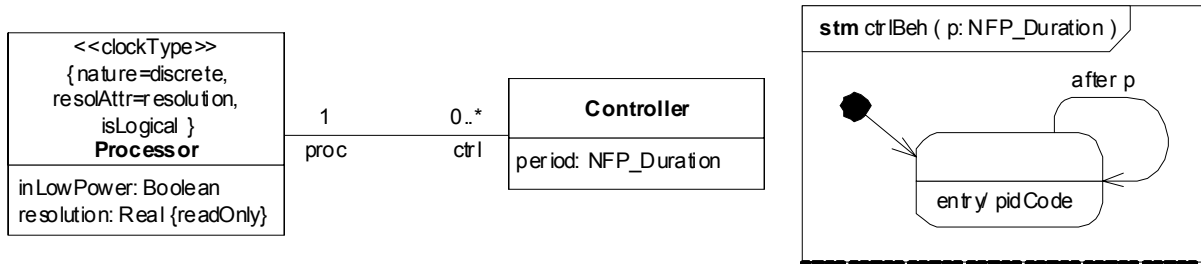 <<clockType>>
{ nature=discrete,
resolAttr=resolution,
isLogical }
Processor
inLowPower: Boolean
resolution: Real {readOnly}
1
proc
0..*
ctrl
Controller
period: NFP_Duration
stm ctrlBeh ( p: NFP_Duration )
after p
entry/ pidCode